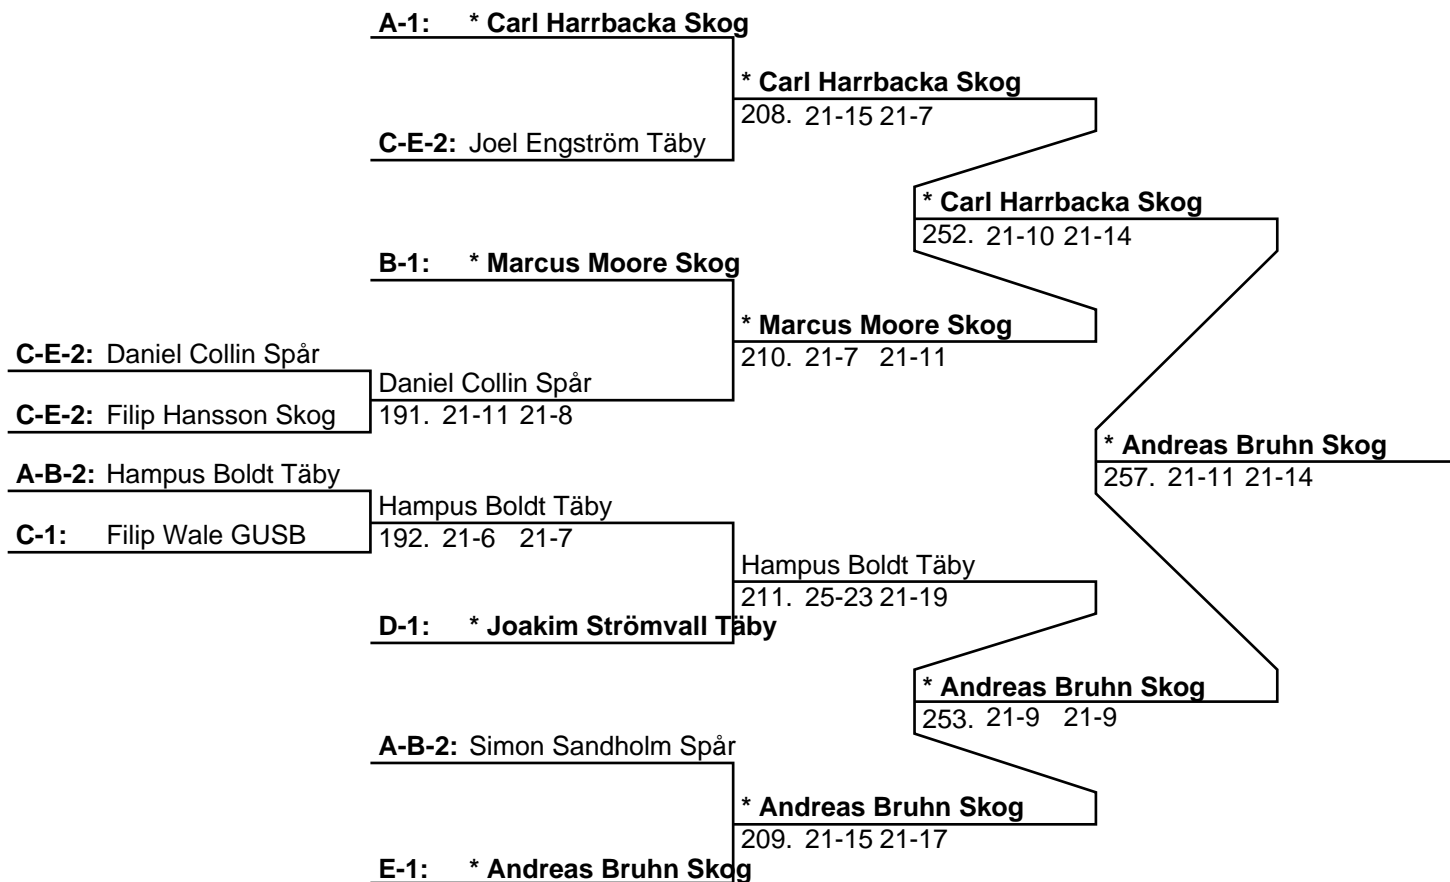 A-1: * Carl Harrbacka Skog
* Carl Harrbacka Skog
208. 21-15 21-7
C-E-2: Joel Engström Täby
* Carl Harrbacka Skog
252. 21-10 21-14
B-1: * Marcus Moore Skog
* Marcus Moore Skog
210. 21-7 21-11
C-E-2: Daniel Collin Spår
Daniel Collin Spår
191. 21-11 21-8
C-E-2: Filip Hansson Skog
* Andreas Bruhn Skog
257. 21-11 21-14
A-B-2: Hampus Boldt Täby
Hampus Boldt Täby
192. 21-6 21-7
C-1: Filip Wale GUSB
Hampus Boldt Täby
211. 25-23 21-19
D-1: * Joakim Strömvall Täby
* Andreas Bruhn Skog
253. 21-9 21-9
A-B-2: Simon Sandholm Spår
* Andreas Bruhn Skog
209. 21-15 21-17
E-1: * Andreas Bruhn Skog